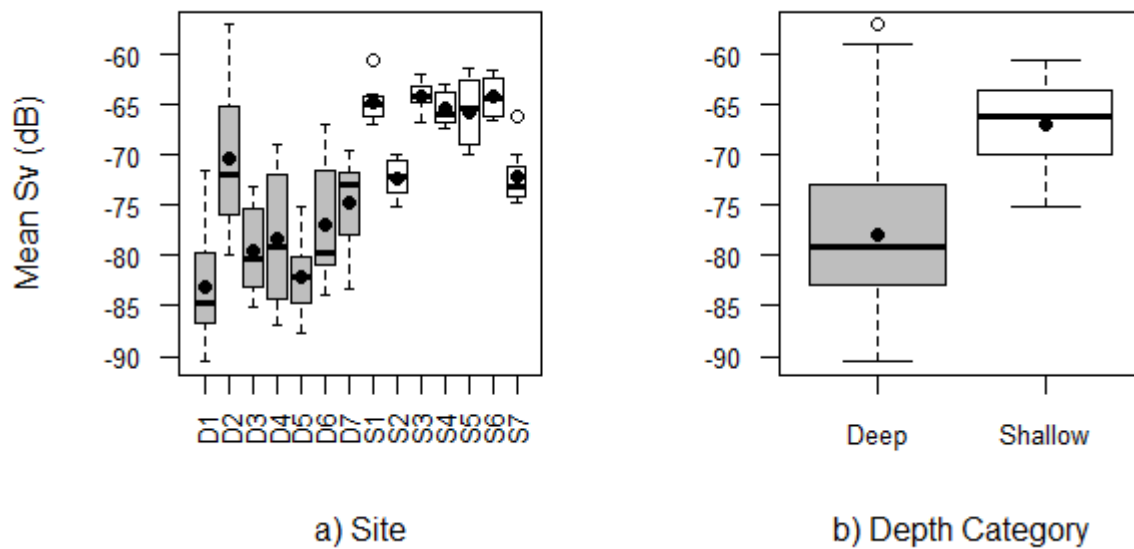 Mean Sv (dB)
-60
-65
-70
-75
-80
-85
-90
D1 D2 D3 D4 D5 D6 D7 S1 S2 S3 S4 S5 S6 S7
a) Site
-60
-65
-70
-75
-80
-85
-90
Deep Shallow
b) Depth Category